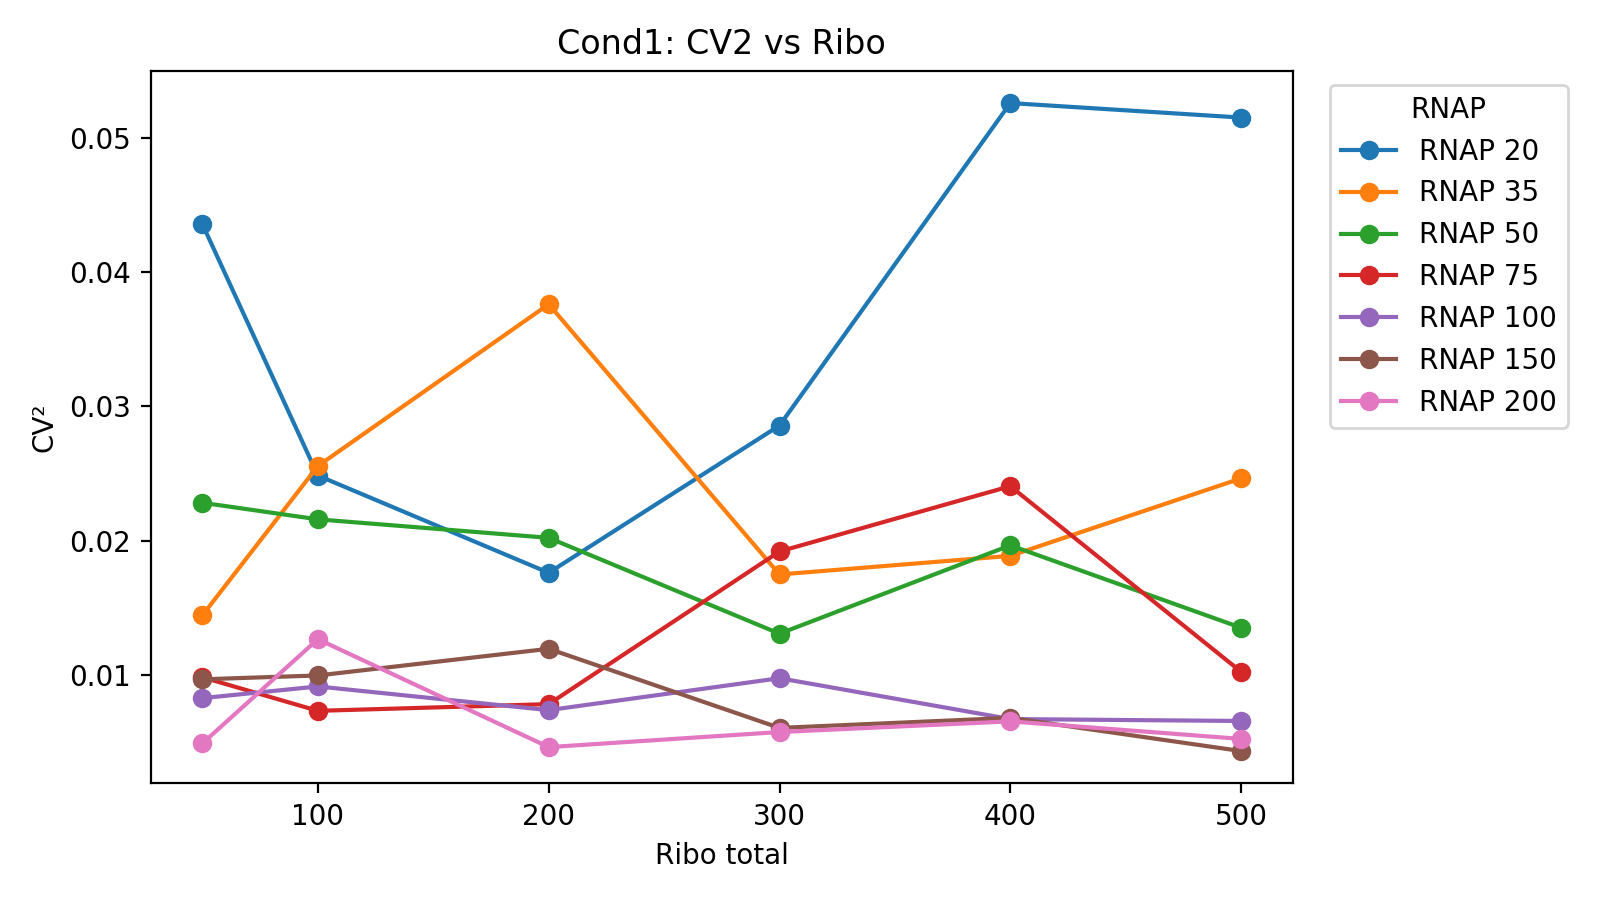 Cond1: CV2 vs Ribo
CV²
0.05
0.04
0.03
0.02
0.01
100 200 300 400 500
Ribo total
RNAP
RNAP 20
RNAP 35
RNAP 50
RNAP 75
RNAP 100
RNAP 150
RNAP 200